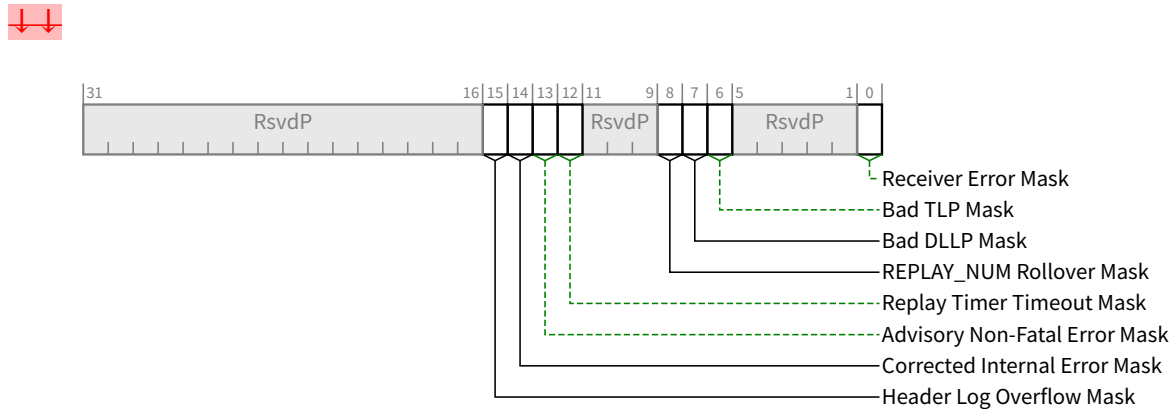 31 16 15 14 13 12 11 9 8 7 6 5 1 0
RsvdP RsvdP RsvdP
Receiver Error Mask
Bad TLP Mask
Bad DLLP Mask
REPLAY_NUM Rollover Mask
Replay Timer Timeout Mask
Advisory Non-Fatal Error Mask
Corrected Internal Error Mask
Header Log Overflow Mask